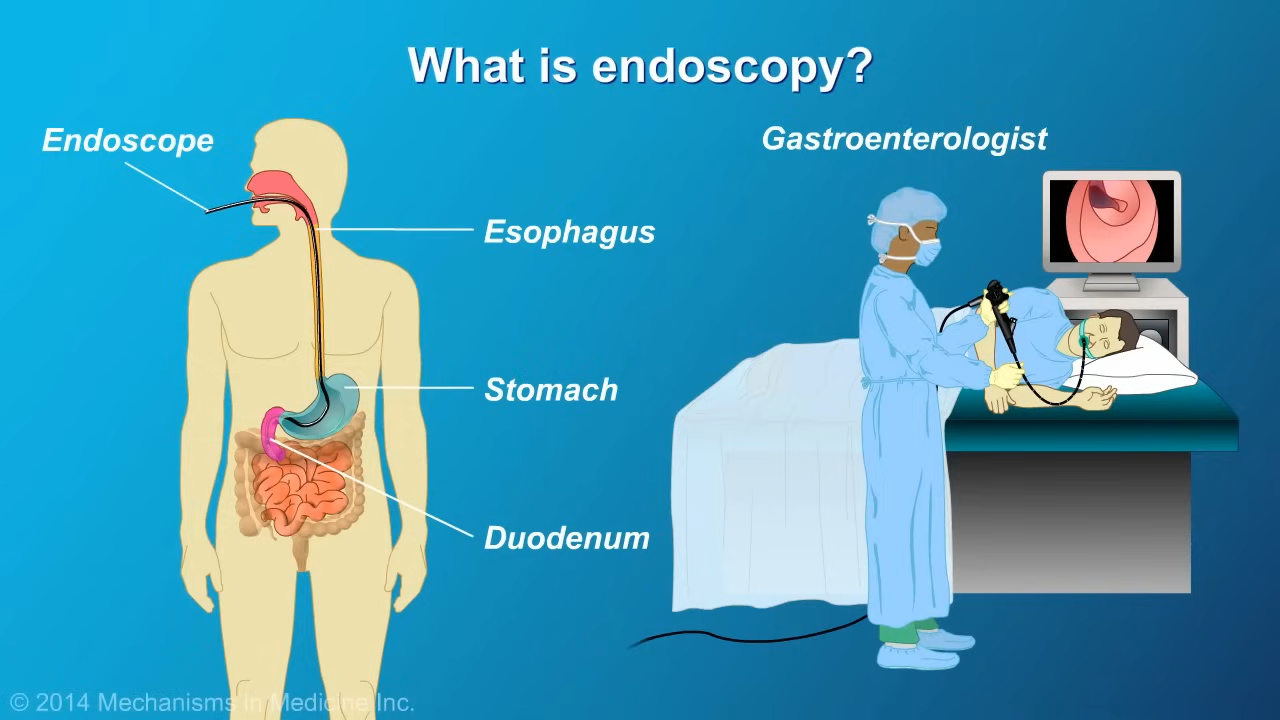 What is endoscopy?
Endoscope
Gastroenterologist
Esophagus
Stomach
Duodenum
© 2014 Mechanisms in Medicine Inc.